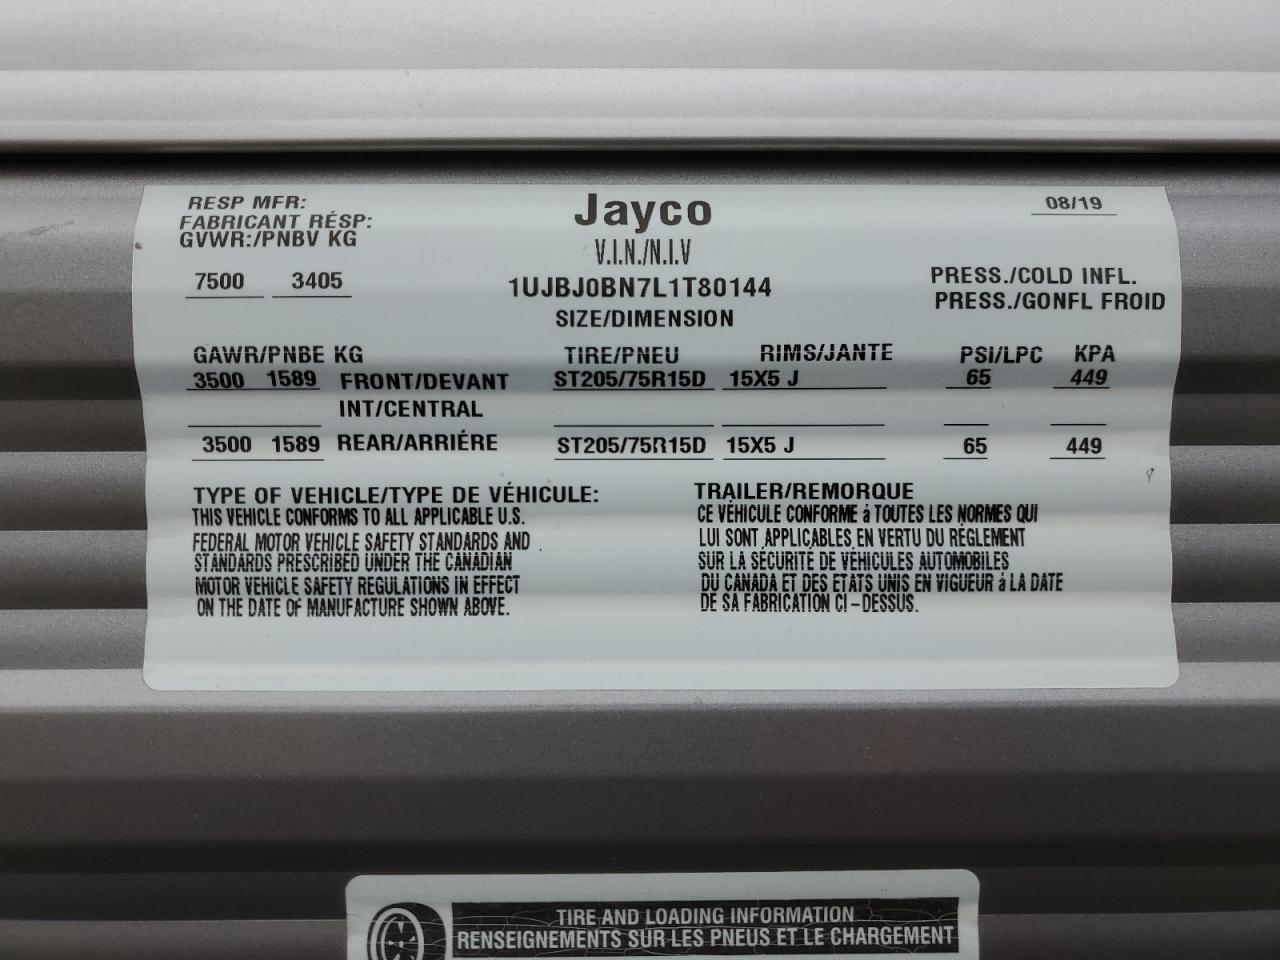 RESP MFR: Jayco 08/19
FABRICANT RÉSP:
GVWR:/PNBV KG V.I.N./N.I.V
7500 3405 1UJBJ0BN7L1T80144 PRESS./COLD INFL.
PRESS./GONFL FROID
SIZE/DIMENSION
GAWR/PNBE KG TIRE/PNEU RIMS/JANTE PSI/LPC KPA
3500 1589 FRONT/DEVANT ST205/75R15D 15X5 J 65 449
INT/CENTRAL
3500 1589 REAR/ARRIÉRE ST205/75R15D 15X5 J 65 449
TYPE OF VEHICLE/TYPE DE VÉHICULE: TRAILER/REMORQUE
THIS VEHICLE CONFORMS TO ALL APPLICABLE U.S.
FEDERAL MOTOR VEHICLE SAFETY STANDARDS AND
STANDARDS PRESCRIBED UNDER THE CANADIAN
MOTOR VEHICLE SAFETY REGULATIONS IN EFFECT
ON THE DATE OF MANUFACTURE SHOWN ABOVE.
CE VÉHICULE CONFORME á TOUTES LES NORMES QUI
LUI SONT APPLICABLES EN VERTU DU RÉGLEMENT
SUR LA SÉCURITÉ DE VÉHICULES AUTOMOBILES
DU CANADA ET DES ETATS UNIS EN VIGUEUR á LA DATE
DE SA FABRICATION CI-DESSUS.
TIRE AND LOADING INFORMATION
RENSEIGNEMENTS SUR LES PNEUS ET LE CHARGEMENT